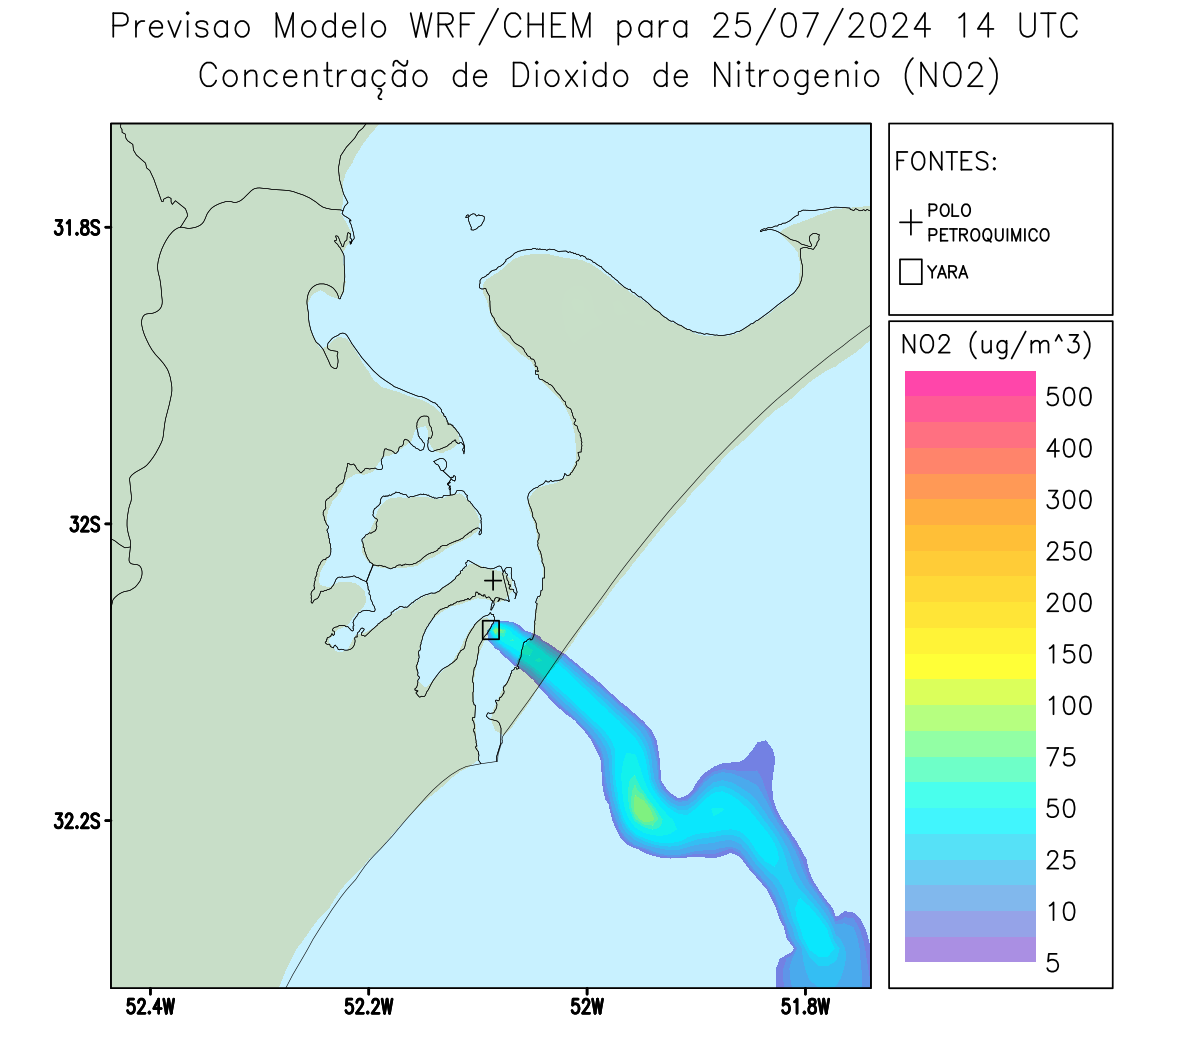 Previsao Modelo WRF/CHEM para 25/07/2024 14 UTC
Concentração de Dioxido de Nitrogenio (NO2)
FONTES:
POLO
PETROQUIMICO
YARA
NO2 (ug/m^3)
500
400
300
250
200
150
100
75
50
25
10
5
31.8S
32S
32.2S
52.4W
52.2W
52W
51.8W